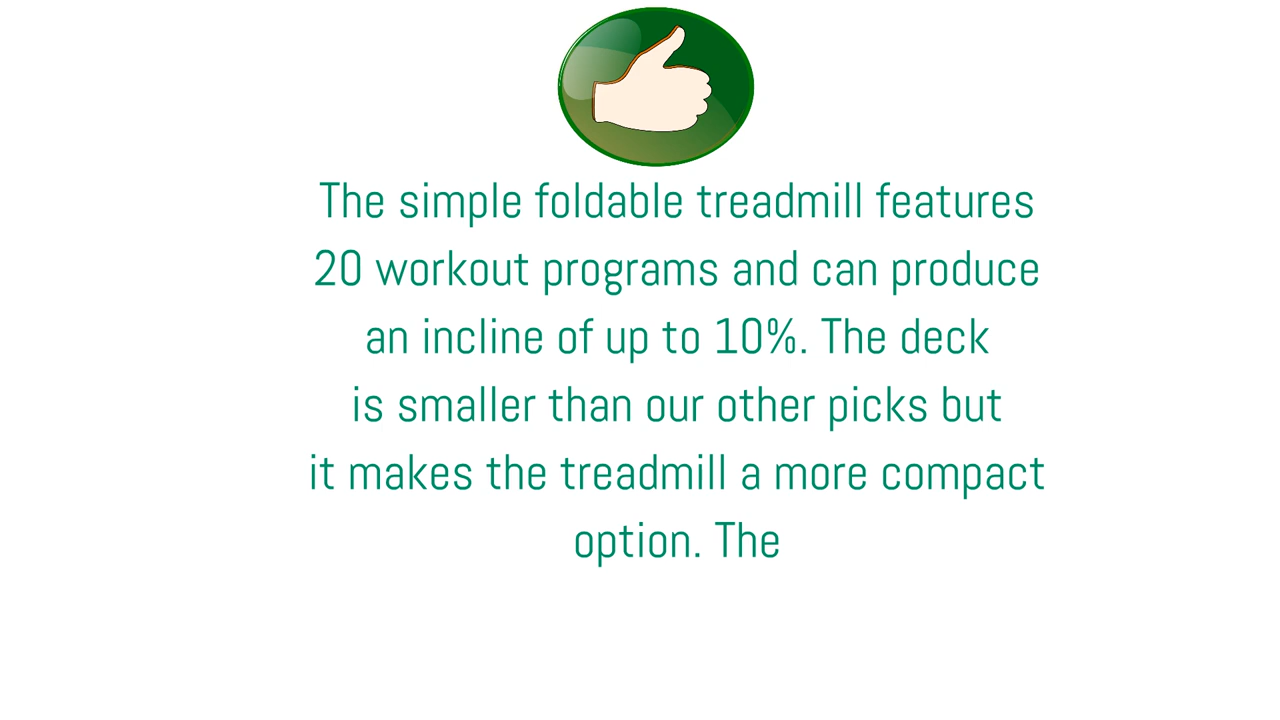 The simple foldable treadmill features
20 workout programs and can produce
an incline of up to 10%. The deck
is smaller than our other picks but
it makes the treadmill a more compact
option. The